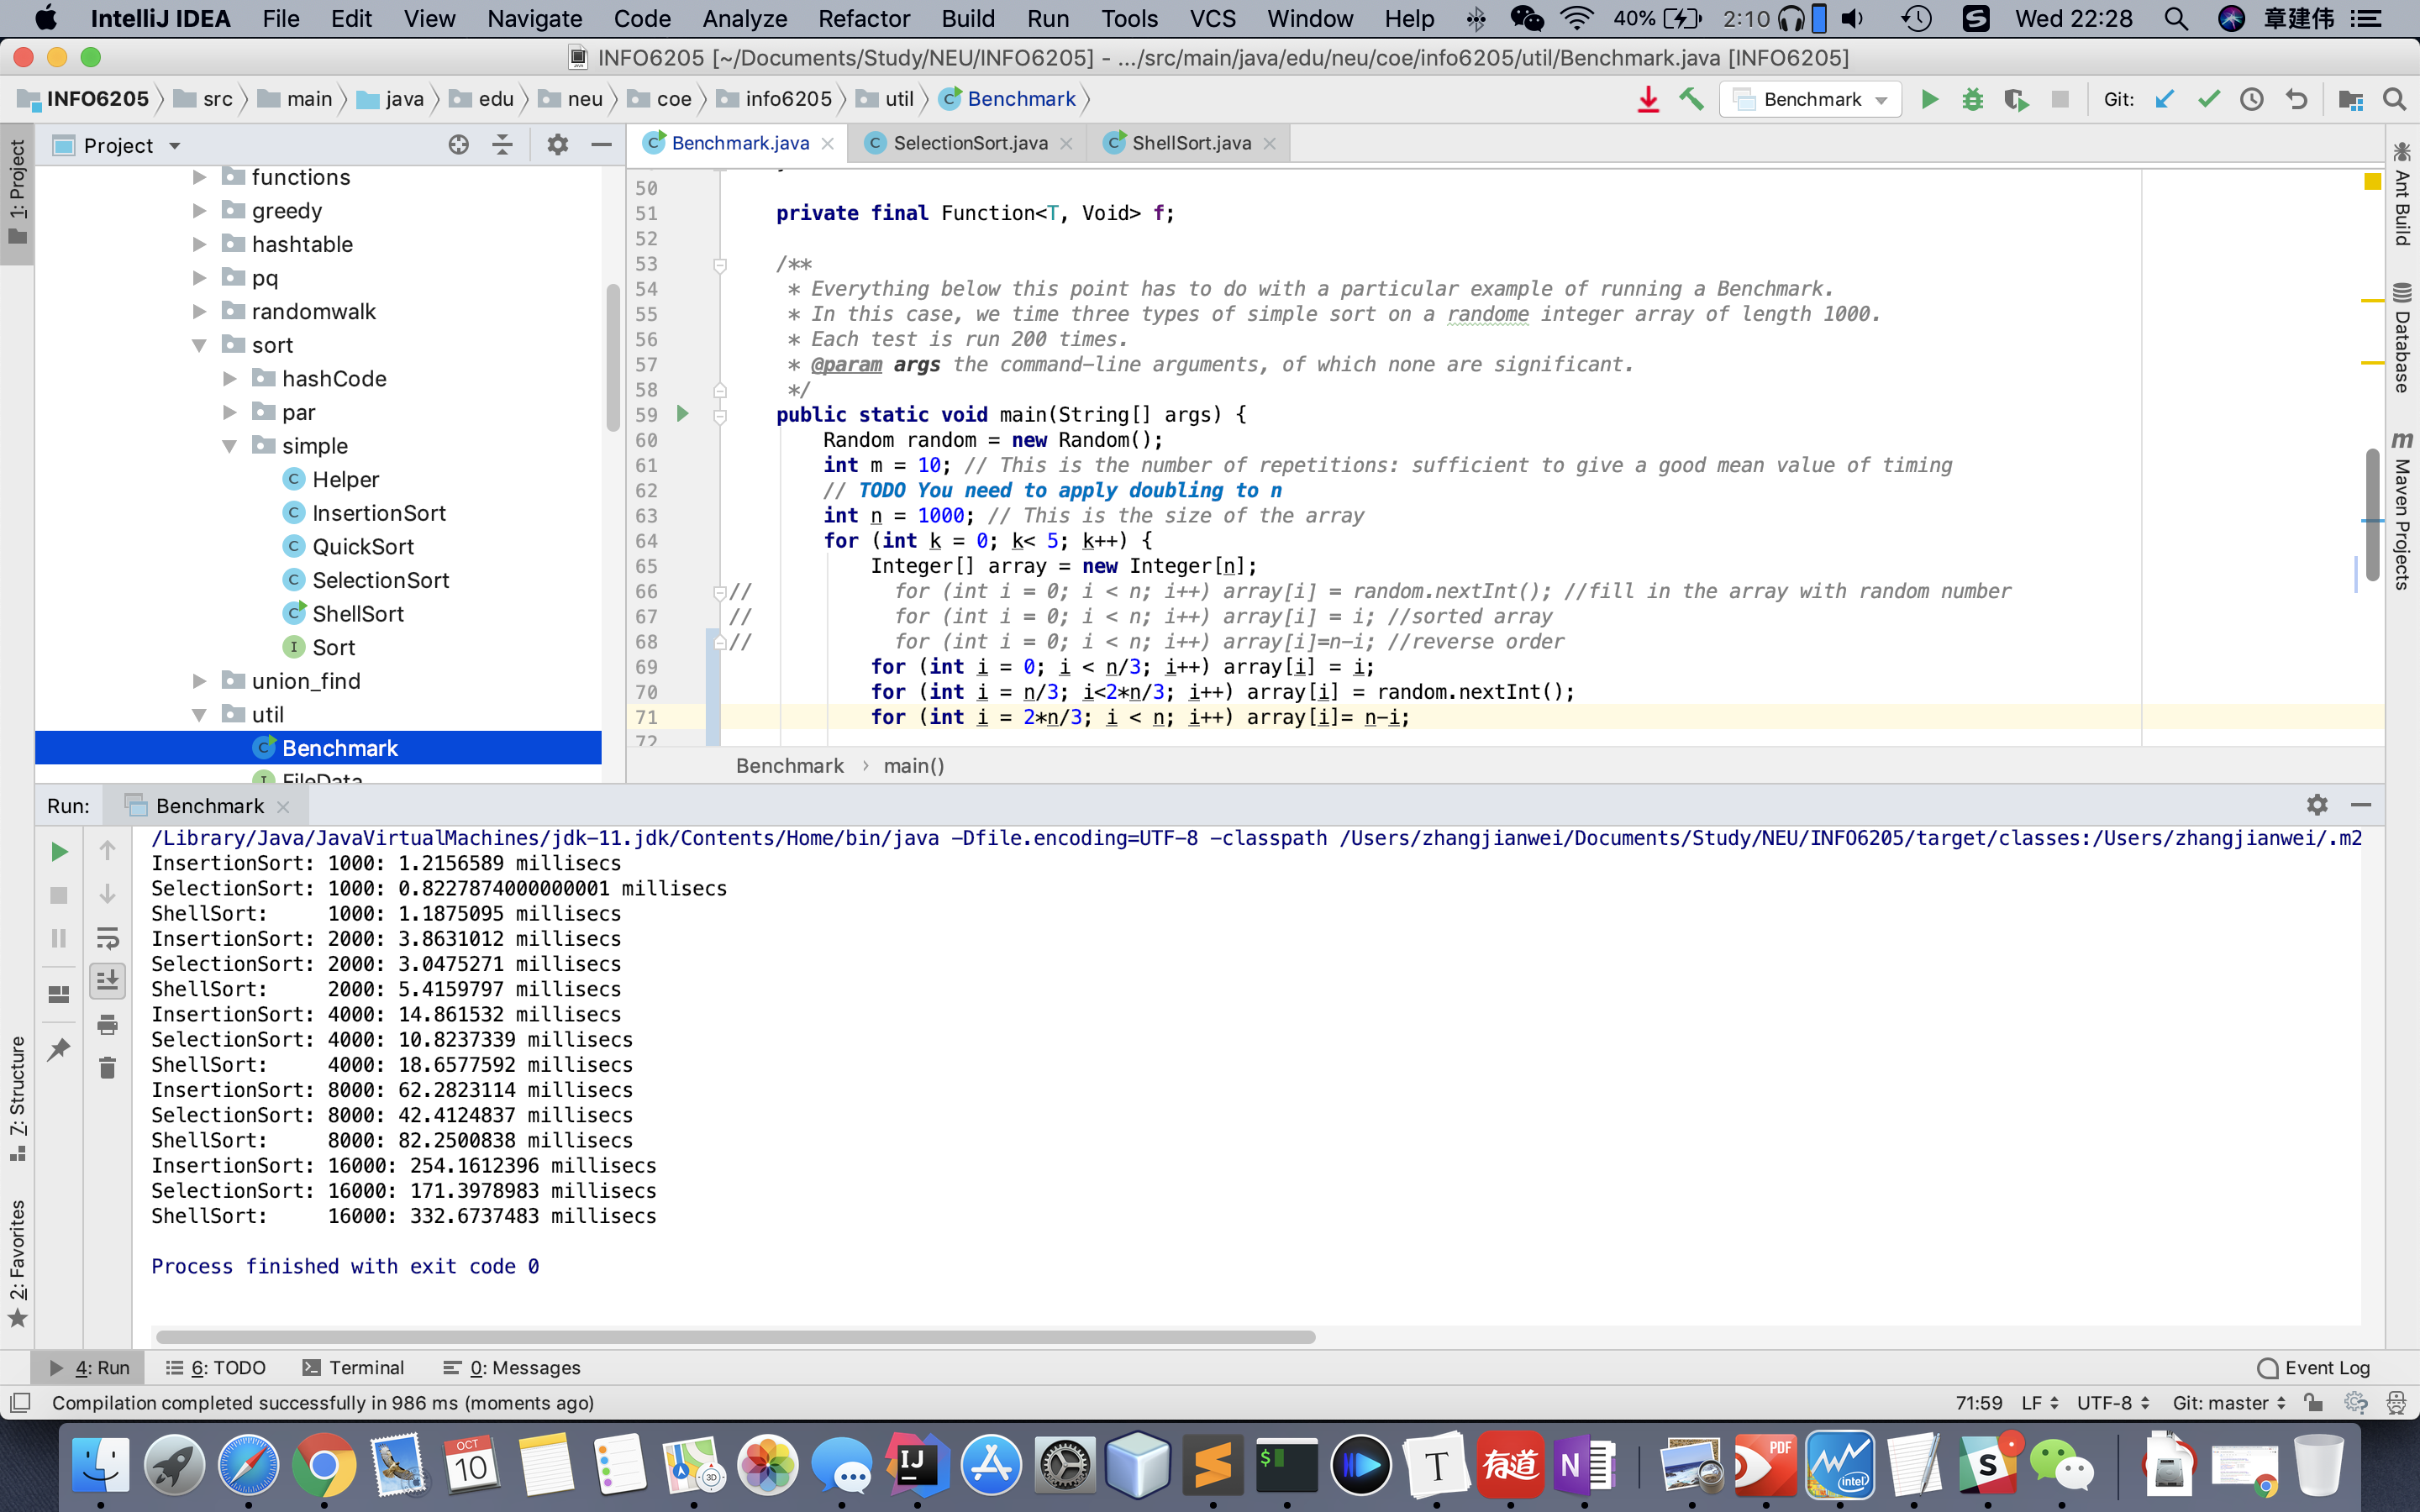 IntelliJ IDEA File Edit View Navigate Code Analyze Refactor Build Run Tools VCS Window Help 40% 2:10 Wed 22:28 章建伟
INFO6205 [~/Documents/Study/NEU/INFO6205] - .../src/main/java/edu/neu/coe/info6205/util/Benchmark.java [INFO6205]
INFO6205 src main java edu neu coe info6205 util Benchmark Benchmark Git:
Project
Benchmark.java SelectionSort.java ShellSort.java
1: Project
7: Structure
2: Favorites
functions
greedy
hashtable
pq
randomwalk
sort
hashCode
par
simple
Helper
InsertionSort
QuickSort
SelectionSort
ShellSort
Sort
union_find
util
Benchmark
FileData
50
51 private final Function<T, Void> f;
52
53 /**
54 * Everything below this point has to do with a particular example of running a Benchmark.
55 * In this case, we time three types of simple sort on a randome integer array of length 1000.
56 * Each test is run 200 times.
57 * @param args the command-line arguments, of which none are significant.
58 */
59 public static void main(String[] args) {
60 Random random = new Random();
61 int m = 10; // This is the number of repetitions: sufficient to give a good mean value of timing
62 // TODO You need to apply doubling to n
63 int n = 1000; // This is the size of the array
64 for (int k = 0; k< 5; k++) {
65 Integer[] array = new Integer[n];
66 // for (int i = 0; i < n; i++) array[i] = random.nextInt(); //fill in the array with random number
67 // for (int i = 0; i < n; i++) array[i] = i; //sorted array
68 // for (int i = 0; i < n; i++) array[i]=n-i; //reverse order
69 for (int i = 0; i < n/3; i++) array[i] = i;
70 for (int i = n/3; i<2*n/3; i++) array[i] = random.nextInt();
71 for (int i = 2*n/3; i < n; i++) array[i]= n-i;
72
Benchmark › main()
Ant Build
Database
Maven Projects
Run: Benchmark
/Library/Java/JavaVirtualMachines/jdk-11.jdk/Contents/Home/bin/java -Dfile.encoding=UTF-8 -classpath /Users/zhangjianwei/Documents/Study/NEU/INFO6205/target/classes:/Users/zhangjianwei/.m2
InsertionSort: 1000: 1.2156589 millisecs
SelectionSort: 1000: 0.8227874000000001 millisecs
ShellSort: 1000: 1.1875095 millisecs
InsertionSort: 2000: 3.8631012 millisecs
SelectionSort: 2000: 3.0475271 millisecs
ShellSort: 2000: 5.4159797 millisecs
InsertionSort: 4000: 14.861532 millisecs
SelectionSort: 4000: 10.8237339 millisecs
ShellSort: 4000: 18.6577592 millisecs
InsertionSort: 8000: 62.2823114 millisecs
SelectionSort: 8000: 42.4124837 millisecs
ShellSort: 8000: 82.2500838 millisecs
InsertionSort: 16000: 254.1612396 millisecs
SelectionSort: 16000: 171.3978983 millisecs
ShellSort: 16000: 332.6737483 millisecs
Process finished with exit code 0
4: Run 6: TODO Terminal 0: Messages Event Log
Compilation completed successfully in 986 ms (moments ago) 71:59 LF UTF-8 Git: master
OCT 10 3D IJ $ T 有道 N PDF intel S